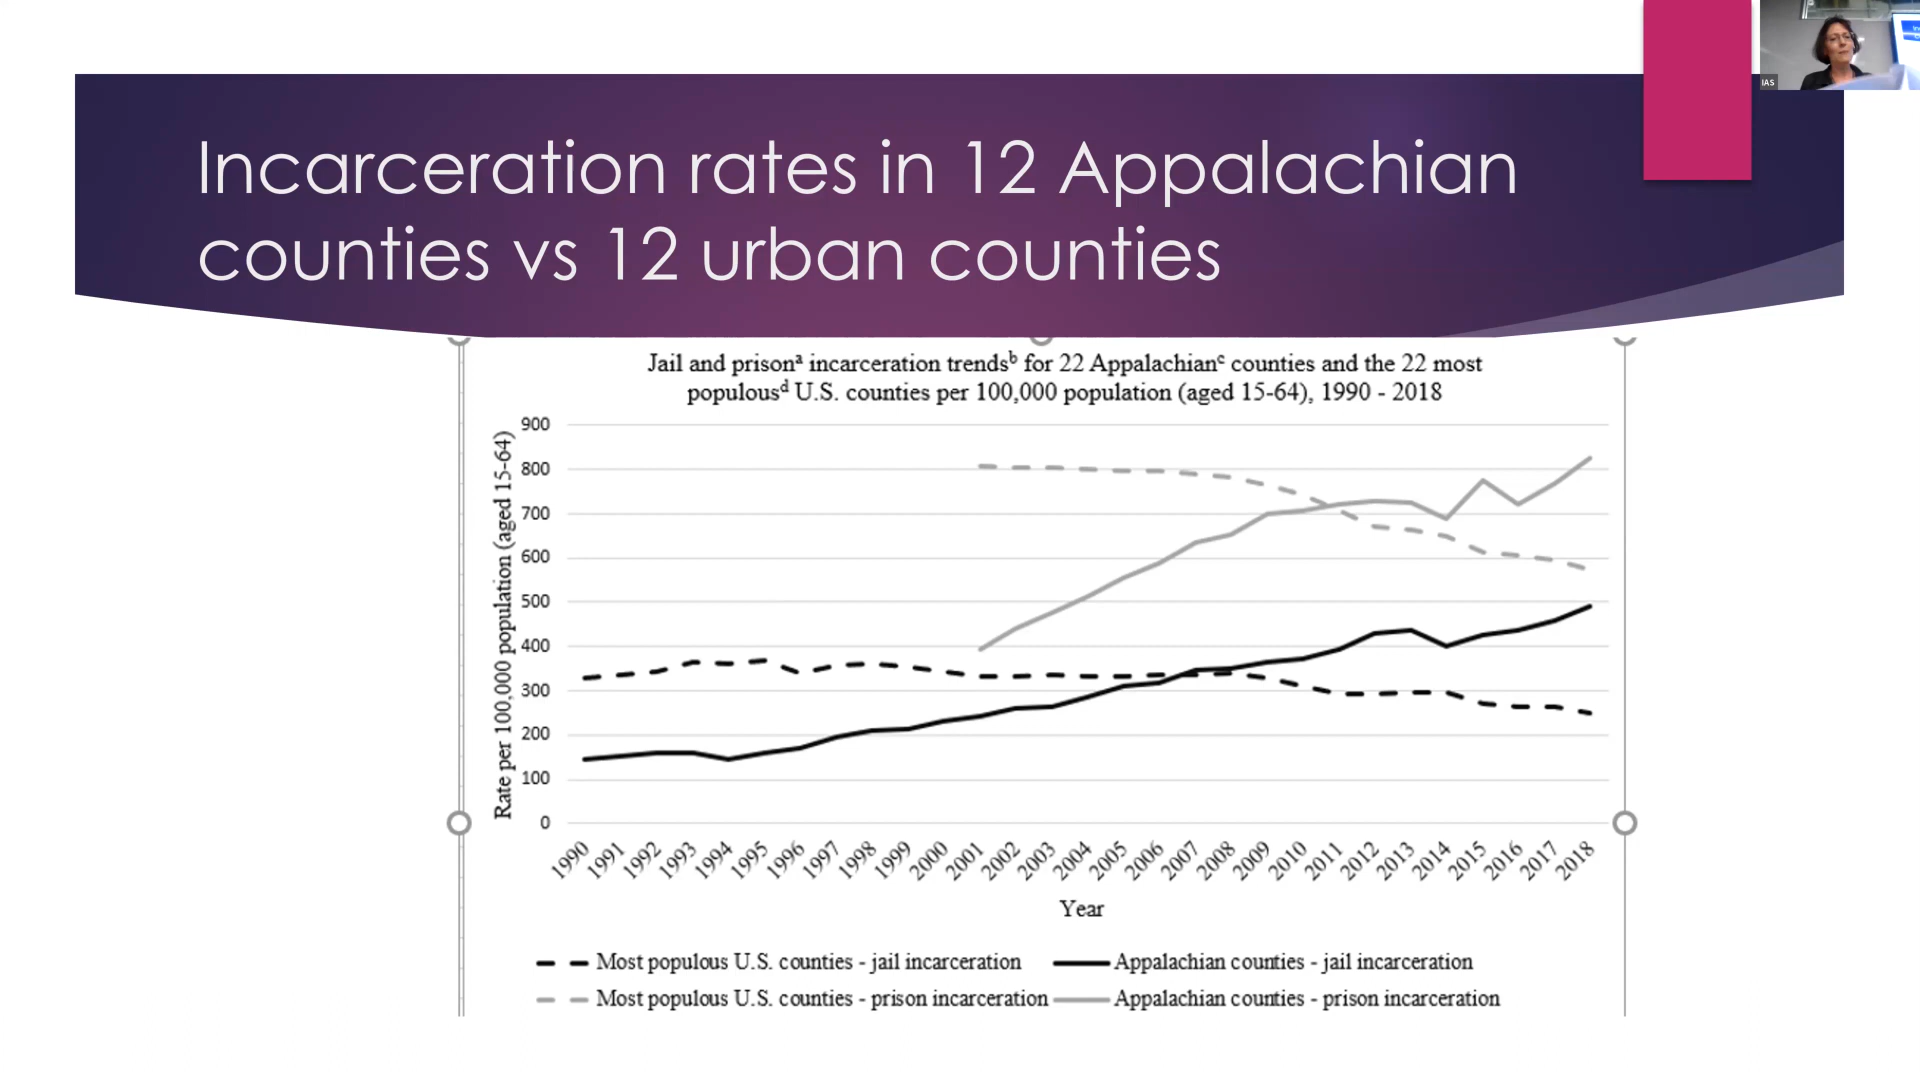 IAS
Incarceration rates in 12 Appalachian
counties vs 12 urban counties
Jail and prisonᵃ incarceration trendsᵇ for 22 Appalachianᶜ counties and the 22 most
populousᵈ U.S. counties per 100,000 population (aged 15-64), 1990 - 2018
Rate per 100,000 population (aged 15-64)
900
800
700
600
500
400
300
200
100
0
1990 1991 1992 1993 1994 1995 1996 1997 1998 1999 2000 2001 2002 2003 2004 2005 2006 2007 2008 2009 2010 2011 2012 2013 2014 2015 2016 2017 2018
Year
Most populous U.S. counties - jail incarceration Appalachian counties - jail incarceration
Most populous U.S. counties - prison incarceration Appalachian counties - prison incarceration